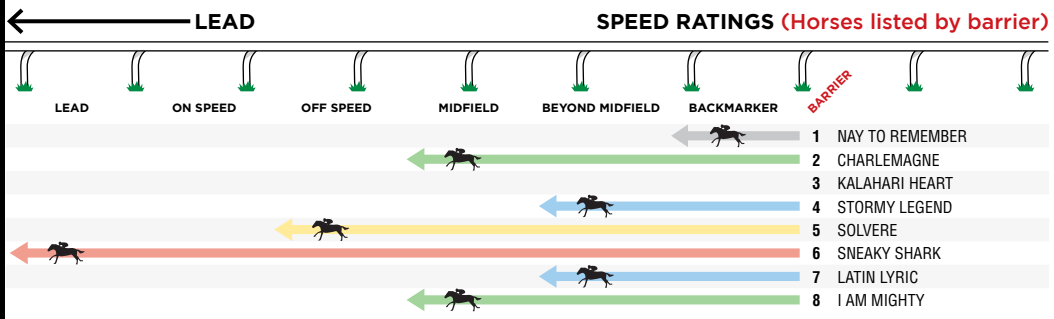 LEAD SPEED RATINGS (Horses listed by barrier)
LEAD ON SPEED OFF SPEED MIDFIELD BEYOND MIDFIELD BACKMARKER BARRIER
1 NAY TO REMEMBER
2 CHARLEMAGNE
3 KALAHARI HEART
4 STORMY LEGEND
5 SOLVERE
6 SNEAKY SHARK
7 LATIN LYRIC
8 I AM MIGHTY